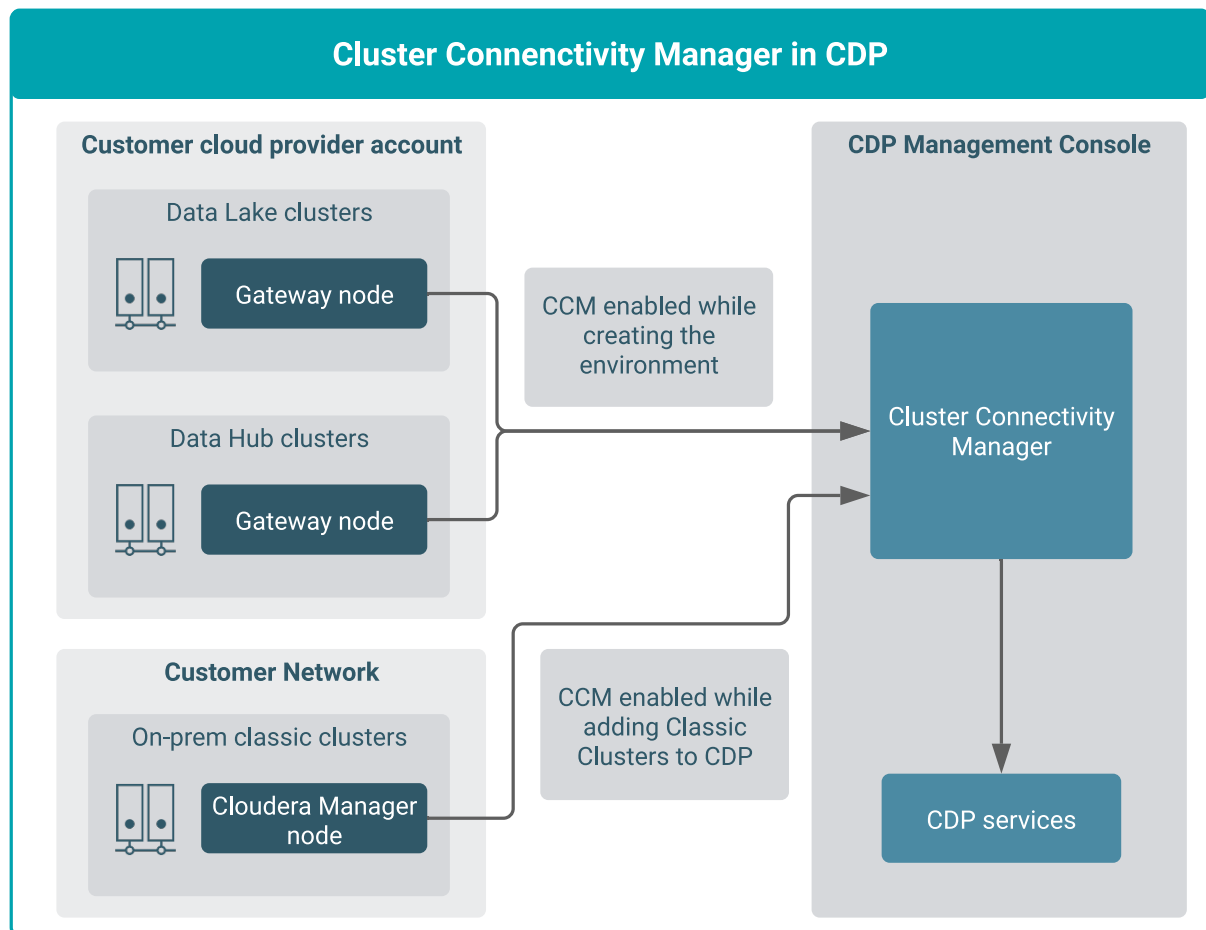 Cluster Connenctivity Manager in CDP
Customer cloud provider account
Data Lake clusters
Gateway node
Data Hub clusters
Gateway node
CCM enabled while
creating the
environment
Customer Network
On-prem classic clusters
Cloudera Manager
node
CCM enabled while
adding Classic
Clusters to CDP
CDP Management Console
Cluster Connectivity
Manager
CDP services